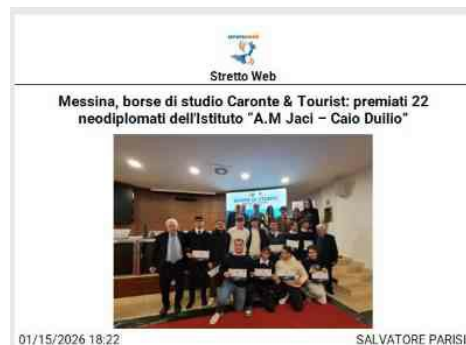 Stretto Web
Messina, borse di studio Caronte & Tourist: premiati 22
neodiplomati dell'Istituto "A.M Jaci – Caio Duilio"
01/15/2026 18:22
SALVATORE PARISI